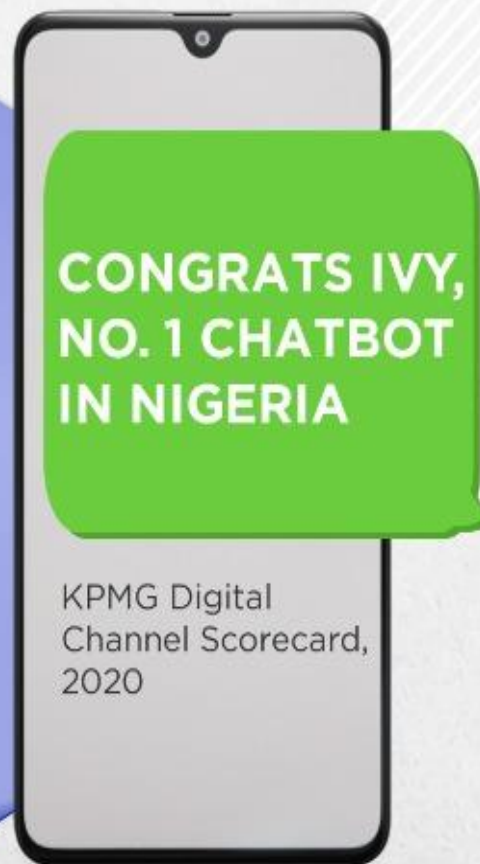 CONGRATS IVY,
NO. 1 CHATBOT
IN NIGERIA
KPMG Digital
Channel Scorecard,
2020